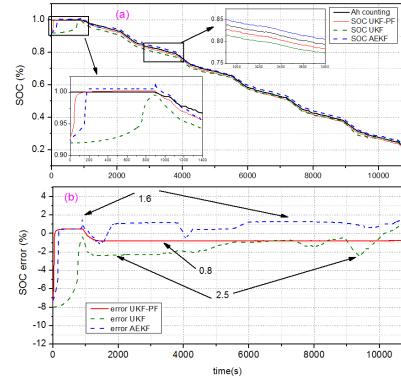 (a)
Ah counting
SOC UKF-PF
SOC UKF
SOC AEKF
SOC (%)
1.0
0.8
0.6
0.4
0.2
0.85
0.80
0.75
1.00
0.95
0.90
0 200 400 600 800 1000 1200 1400
0 2000 4000 6000 8000 10000
(b)
1.6
0.8
2.5
SOC error (%)
6
4
2
0
-2
-4
-6
-8
-10
-12
error UKF-PF
error UKF
error AEKF
0 2000 4000 6000 8000 10000
time(s)